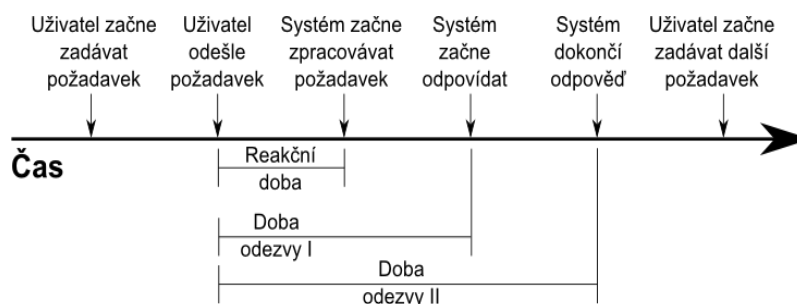 Uživatel začne
zadávat
požadavek
Uživatel
odešle
požadavek
Systém začne
zpracovávat
požadavek
Systém
začne
odpovídat
Systém
dokončí
odpověď
Uživatel začne
zadávat další
požadavek
Čas
Reakční
doba
Doba
odezvy I
Doba
odezvy II